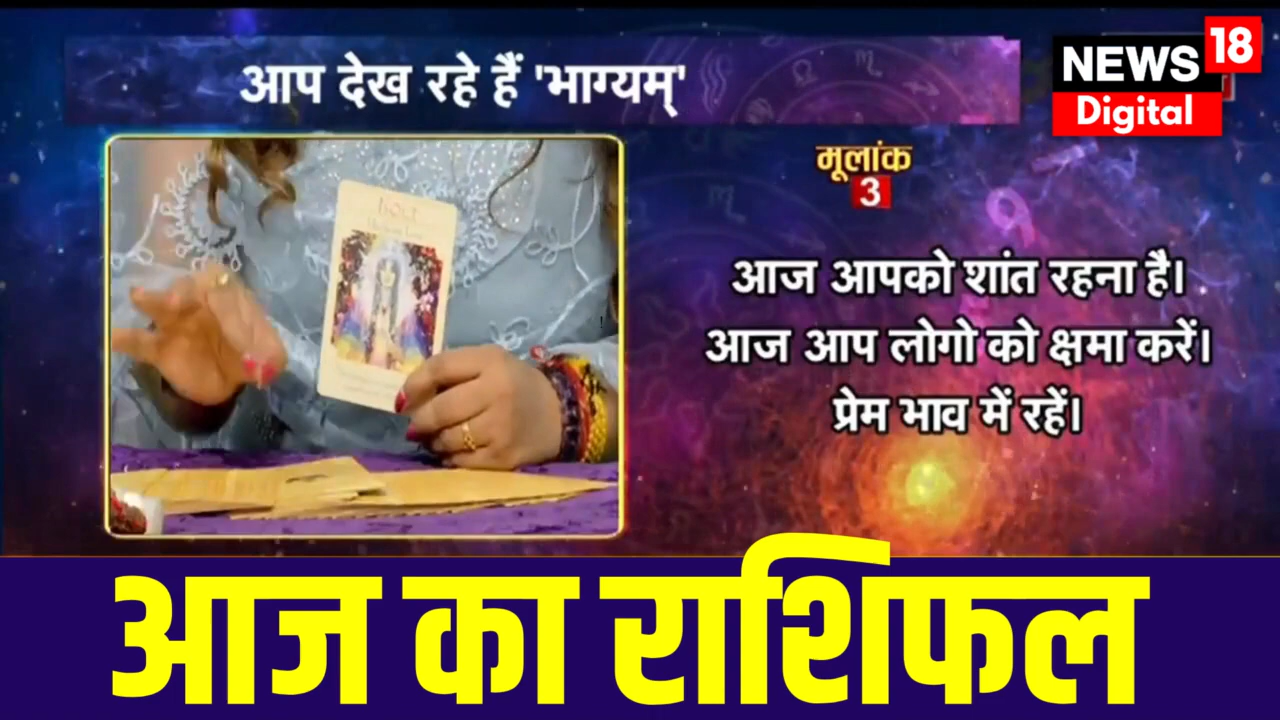 आप देख रहे हैं 'भाग्यम्'
NEWS 18
Digital
मूलांक
3
आज आपको शांत रहना है।
आज आप लोगो को क्षमा करें।
प्रेम भाव में रहें।
आज का राशिफल